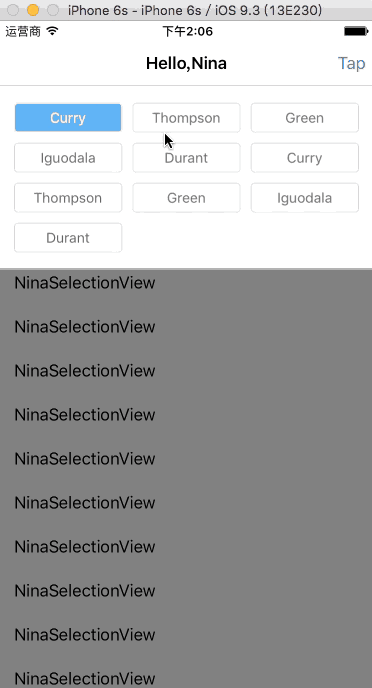 iPhone 6s - iPhone 6s / iOS 9.3 (13E230)
运营商 下午2:06
Hello,Nina Tap
Curry Thompson Green
Iguodala Durant Curry
Thompson Green Iguodala
Durant
NinaSelectionView
NinaSelectionView
NinaSelectionView
NinaSelectionView
NinaSelectionView
NinaSelectionView
NinaSelectionView
NinaSelectionView
NinaSelectionView
NinaSelectionView